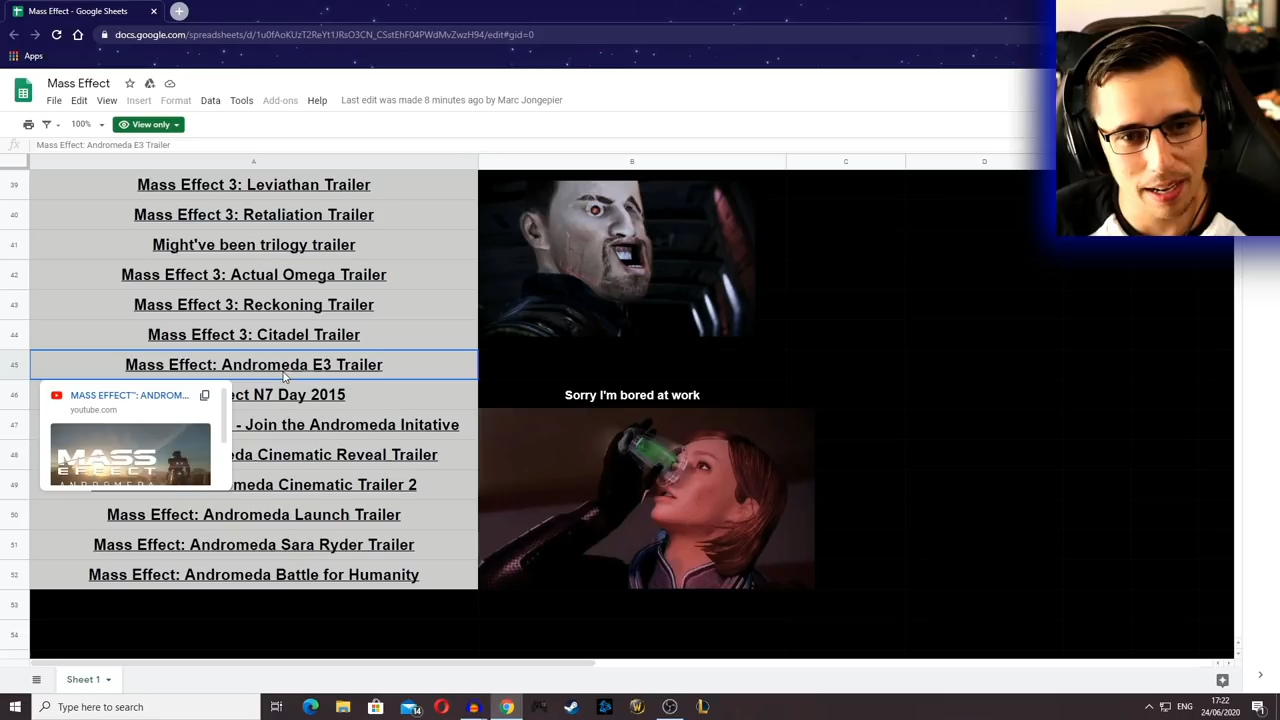 Mass Effect - Google Sheets
docs.google.com/spreadsheets/d/1u0fAoKUzT2ReYt1JRsO3CN_CSstEhF04PWdMvZwzH94/edit#gid=0
Apps
Mass Effect
File Edit View Insert Format Data Tools Add-ons Help Last edit was made 8 minutes ago by Marc Jongepier
100% View only
fx Mass Effect: Andromeda E3 Trailer
A B C D
39 Mass Effect 3: Leviathan Trailer
40 Mass Effect 3: Retaliation Trailer
41 Might've been trilogy trailer
42 Mass Effect 3: Actual Omega Trailer
43 Mass Effect 3: Reckoning Trailer
44 Mass Effect 3: Citadel Trailer
45 Mass Effect: Andromeda E3 Trailer
46 ect N7 Day 2015
Sorry I'm bored at work
MASS EFFECT™: ANDROM...
youtube.com
MASS
EFFECT
ANDROMEDA
47 - Join the Andromeda Initative
48 eda Cinematic Reveal Trailer
49 meda Cinematic Trailer 2
50 Mass Effect: Andromeda Launch Trailer
51 Mass Effect: Andromeda Sara Ryder Trailer
52 Mass Effect: Andromeda Battle for Humanity
53
54
Sheet 1
Type here to search
14
ENG
17:22
24/06/2020
1